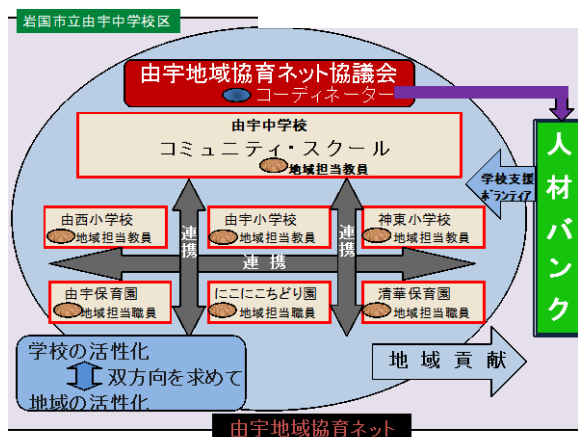 岩国市立由宇中学校区
由宇地域協育ネット協議会
コーディネーター
由宇中学校
コミュニティ・スクール
地域担当教員
人材バンク
学校支援
ボランティア
由西小学校
地域担当教員
由宇小学校
地域担当教員
神東小学校
地域担当教員
連携
連携
連携
由宇保育園
地域担当職員
にこにこちどり園
地域担当職員
清華保育園
地域担当職員
学校の活性化
双方向を求めて
地域の活性化
地域貢献
由宇地域協育ネット